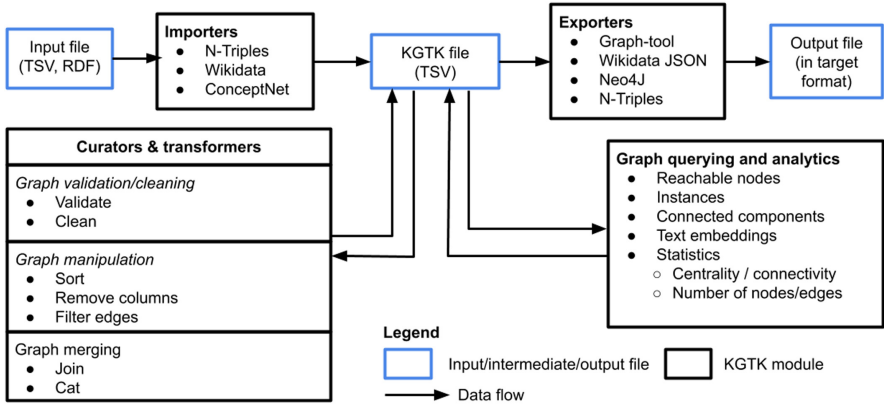 Input file
(TSV, RDF)
Importers
● N-Triples
● Wikidata
● ConceptNet
KGTK file
(TSV)
Exporters
● Graph-tool
● Wikidata JSON
● Neo4J
● N-Triples
Output file
(in target
format)
Curators & transformers
Graph validation/cleaning
● Validate
● Clean
Graph manipulation
● Sort
● Remove columns
● Filter edges
Graph merging
● Join
● Cat
Graph querying and analytics
● Reachable nodes
● Instances
● Connected components
● Text embeddings
● Statistics
○ Centrality / connectivity
○ Number of nodes/edges
Legend
Input/intermediate/output file
KGTK module
Data flow